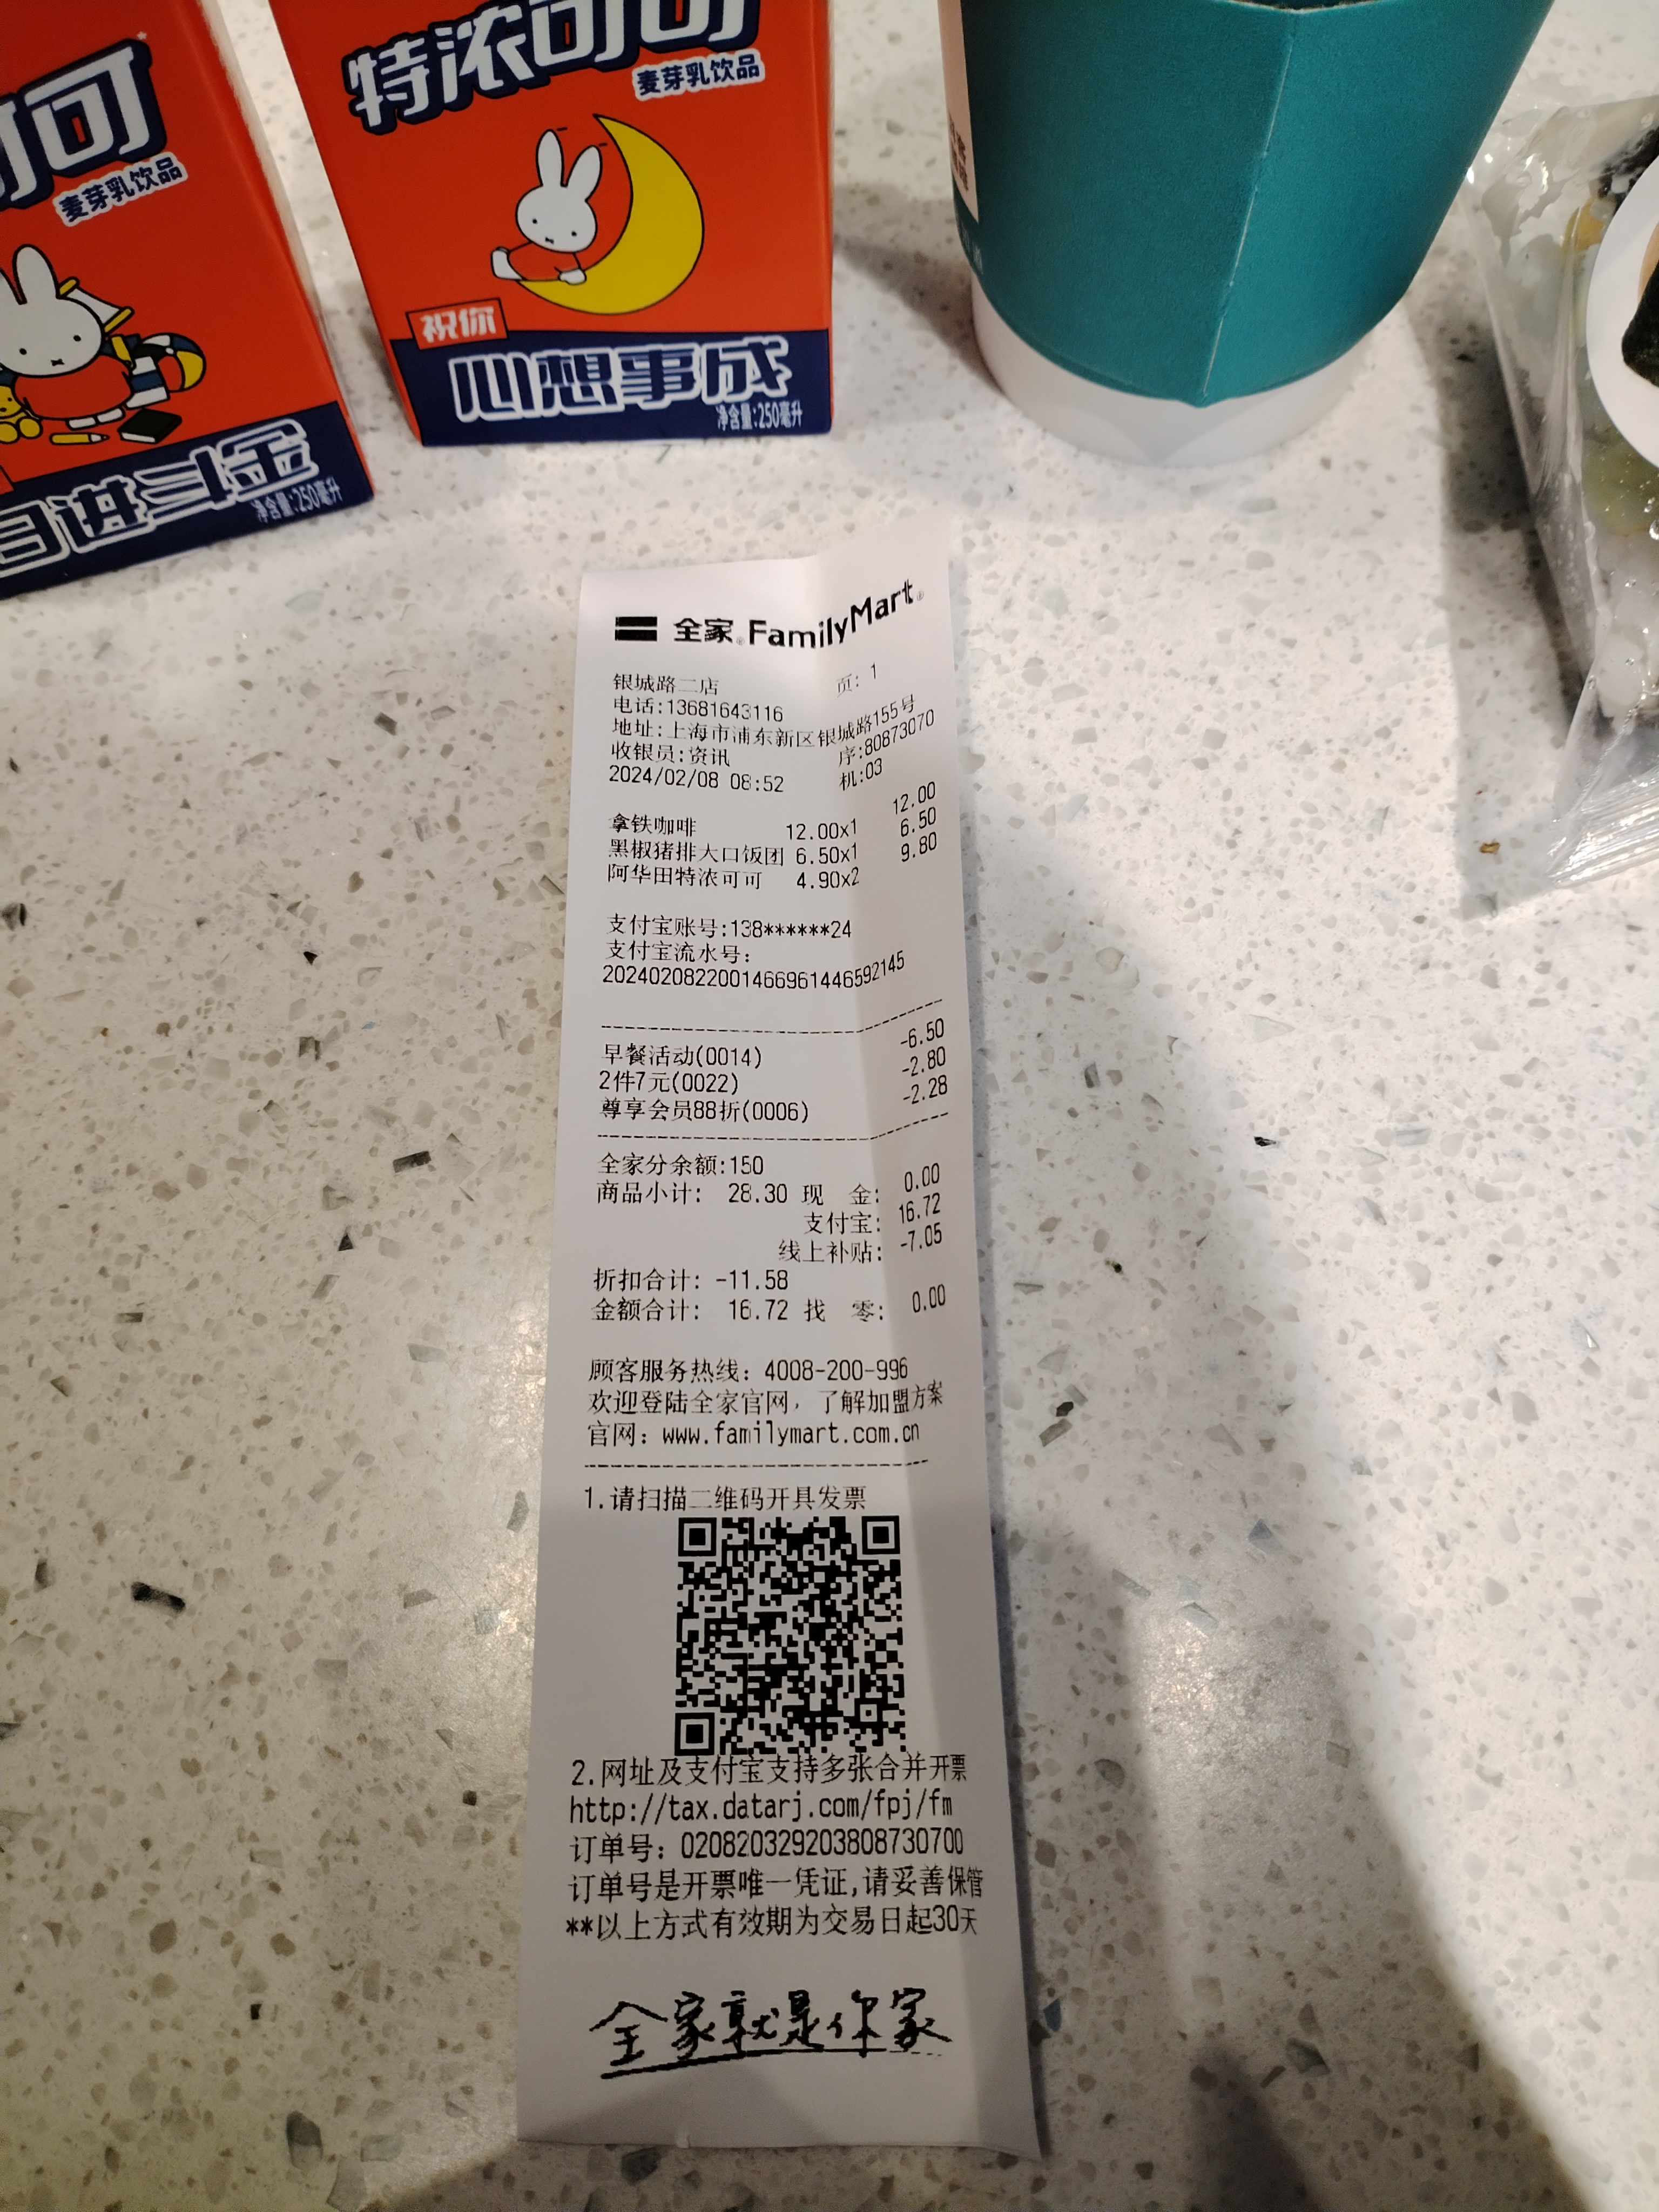 可可
麦芽乳饮品
日进斗金
净含量:250毫升
特浓可可
麦芽乳饮品
祝你
心想事成
净含量:250毫升
全家 FamilyMart
银城路二店 页: 1
电话:13681643116
地址:上海市浦东新区银城路155号
收银员:资讯 序:80873070
2024/02/08 08:52 机:03
拿铁咖啡 12.00x1 12.00
黑椒猪排大口饭团 6.50x1 6.50
阿华田特浓可可 4.90x2 9.80
支付宝账号:138******24
支付宝流水号:
2024020822001466961446592145
早餐活动(0014) -6.50
2件7元(0022) -2.80
尊享会员88折(0006) -2.28
全家分余额:150
商品小计: 28.30 现 金: 0.00
支付宝: 16.72
线上补贴: -7.05
折扣合计: -11.58
金额合计: 16.72 找 零: 0.00
顾客服务热线: 4008-200-996
欢迎登陆全家官网, 了解加盟方案
官网: www.familymart.com.cn
1.请扫描二维码开具发票
2.网址及支付宝支持多张合并开票
http://tax.datarj.com/fpj/fm
订单号: 020820329203808730700
订单号是开票唯一凭证,请妥善保管
**以上方式有效期为交易日起30天
全家就是你家